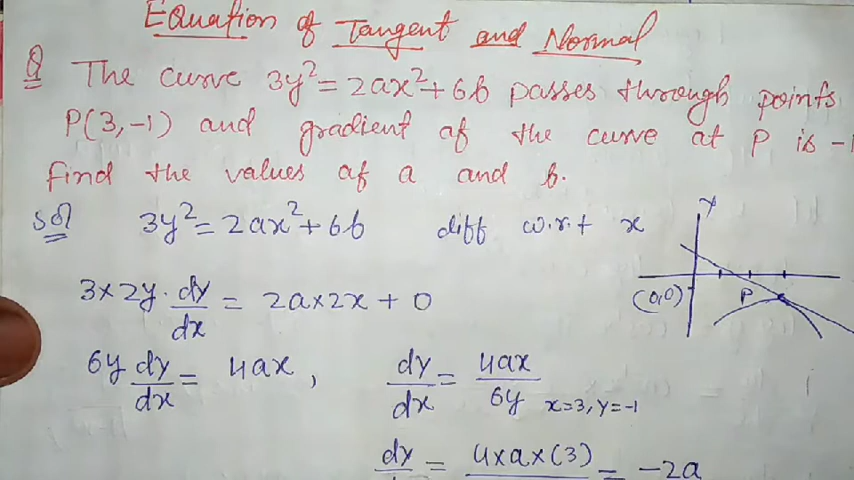 Equation of Tangent and Normal
Q The curve 3y² = 2ax² + 6b passes through points
P(3,-1) and gradient of the curve at P is -1
find the values of a and b.
Sol 3y² = 2ax² + 6b diff w.r.t x
3×2y·dy/dx = 2a×2x + 0
6y dy/dx = 4ax, dy/dx = 4ax/6y x=3, y=-1
dy = 4×a×(3) = -2a
Y
(0,0) P